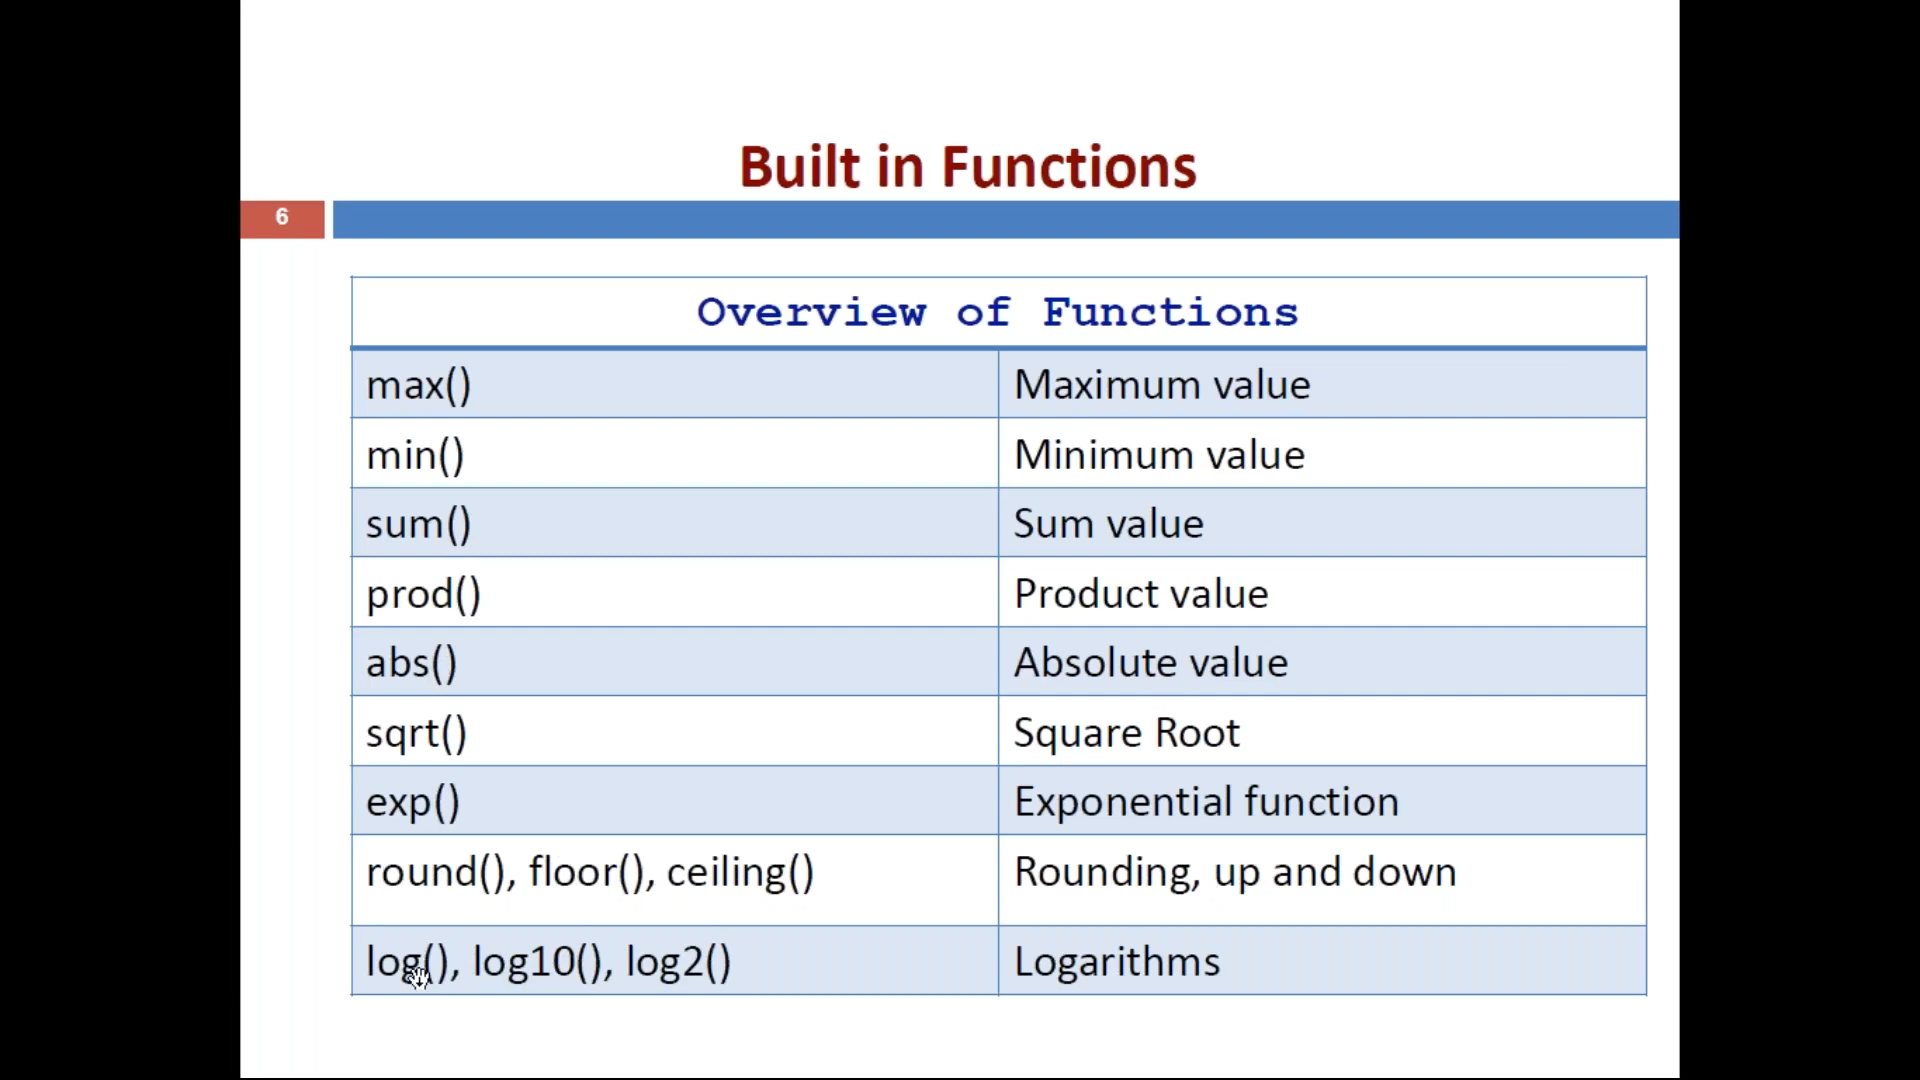 Built in Functions
6
Overview of Functions
max() Maximum value
min() Minimum value
sum() Sum value
prod() Product value
abs() Absolute value
sqrt() Square Root
exp() Exponential function
round(), floor(), ceiling() Rounding, up and down
log(), log10(), log2() Logarithms